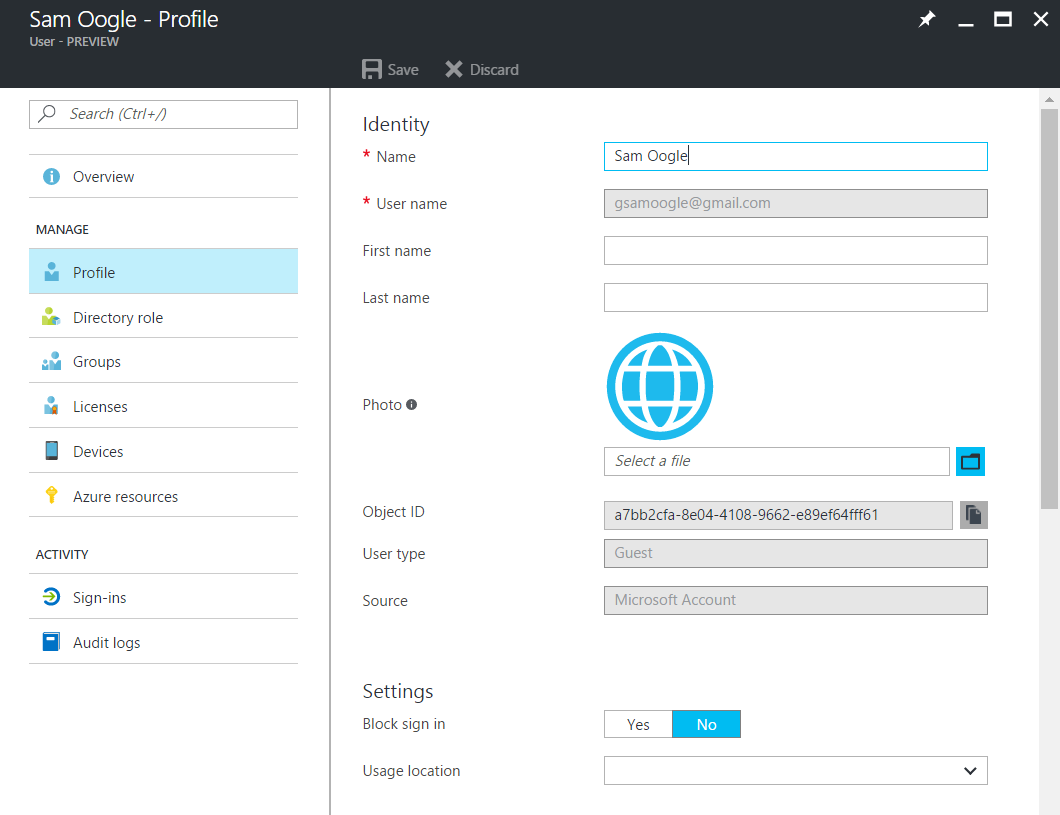 Sam Oogle - Profile
User - PREVIEW
Save Discard
Search (Ctrl+/)
Overview
MANAGE
Profile
Directory role
Groups
Licenses
Devices
Azure resources
ACTIVITY
Sign-ins
Audit logs
Identity
* Name Sam Oogle
* User name gsamoogle@gmail.com
First name
Last name
Photo
Select a file
Object ID a7bb2cfa-8e04-4108-9662-e89ef64fff61
User type Guest
Source Microsoft Account
Settings
Block sign in Yes No
Usage location